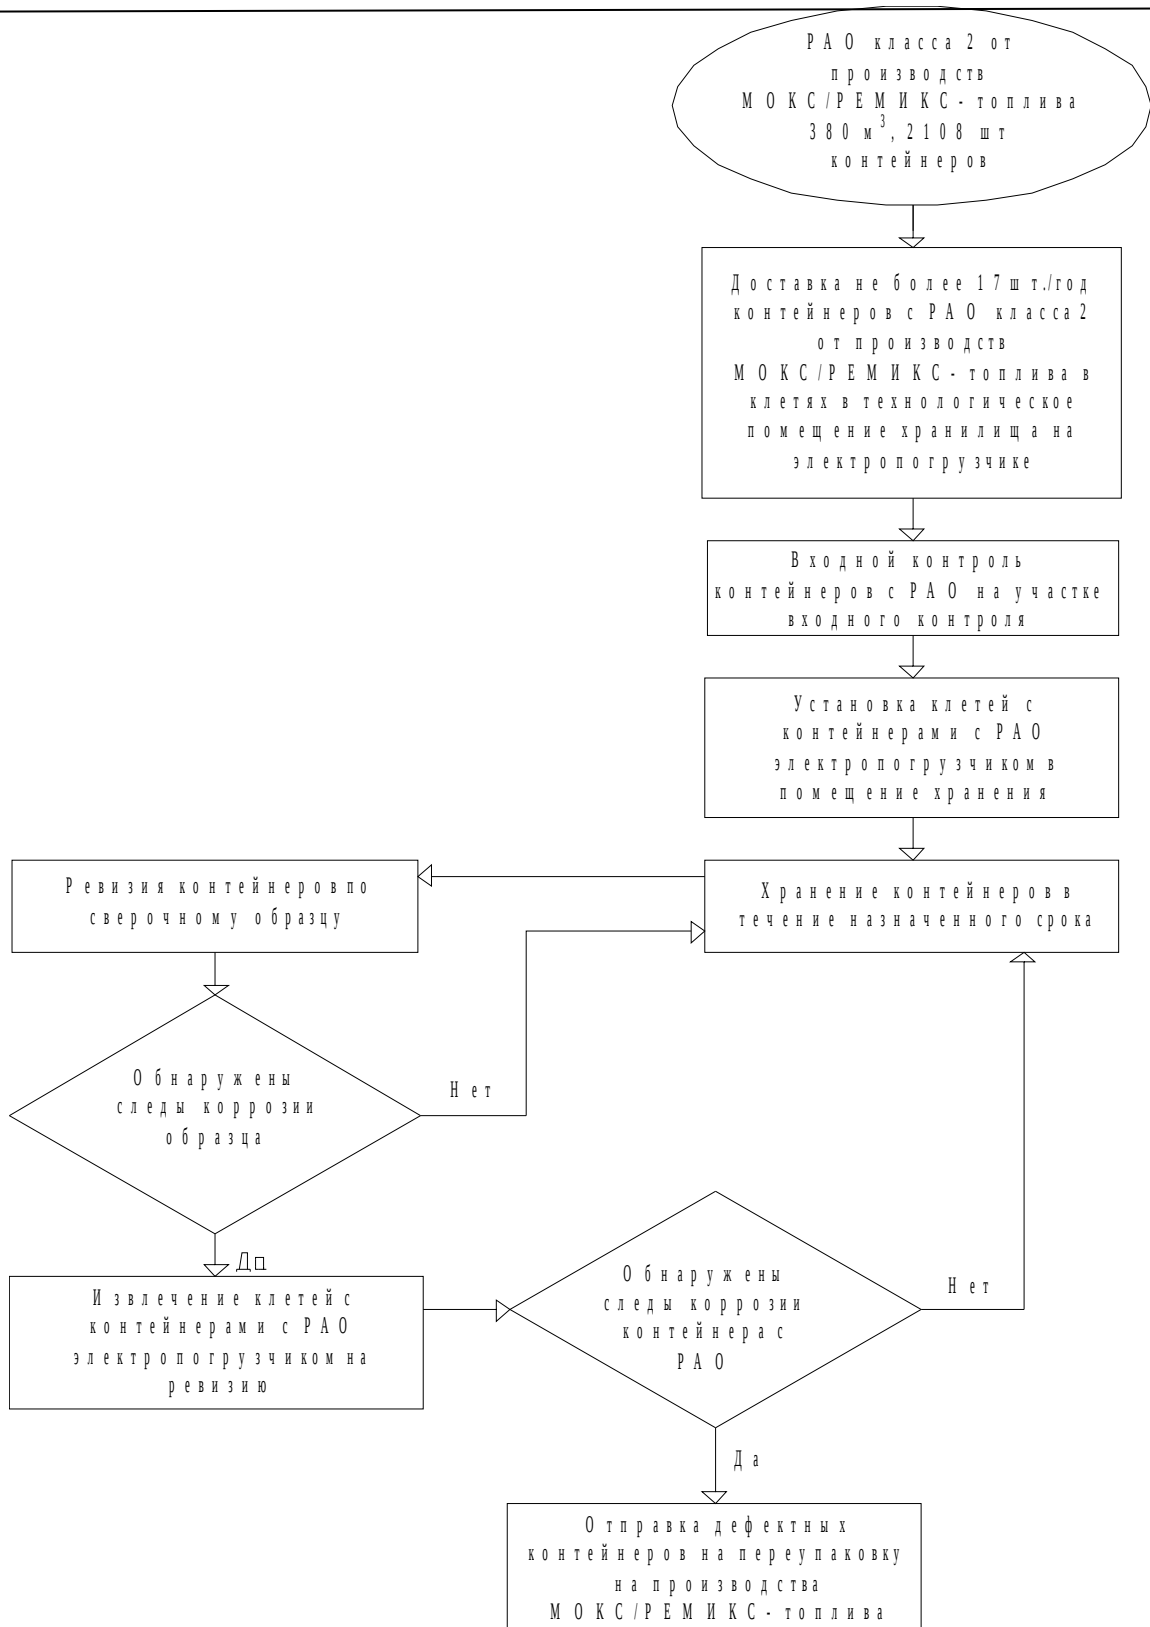 РАО класса 2 от
производств
МОКС/РЕМИКС-топлива
380 м³, 2108 шт
контейнеров
Доставка не более 17 шт./год
контейнеров с РАО класса 2
от производств
МОКС/РЕМИКС-топлива в
клетях в технологическое
помещение хранилища на
электропогрузчике
Входной контроль
контейнеров с РАО на участке
входного контроля
Установка клетей с
контейнерами с РАО
электропогрузчиком в
помещение хранения
Ревизия контейнеров по
сверочному образцу
Хранение контейнеров в
течение назначенного срока
Обнаружены
следы коррозии
образца
Нет
Да
Извлечение клетей с
контейнерами с РАО
электропогрузчиком на
ревизию
Обнаружены
следы коррозии
контейнера с
РАО
Нет
Да
Отправка дефектных
контейнеров на переупаковку
на производства
МОКС/РЕМИКС-топлива